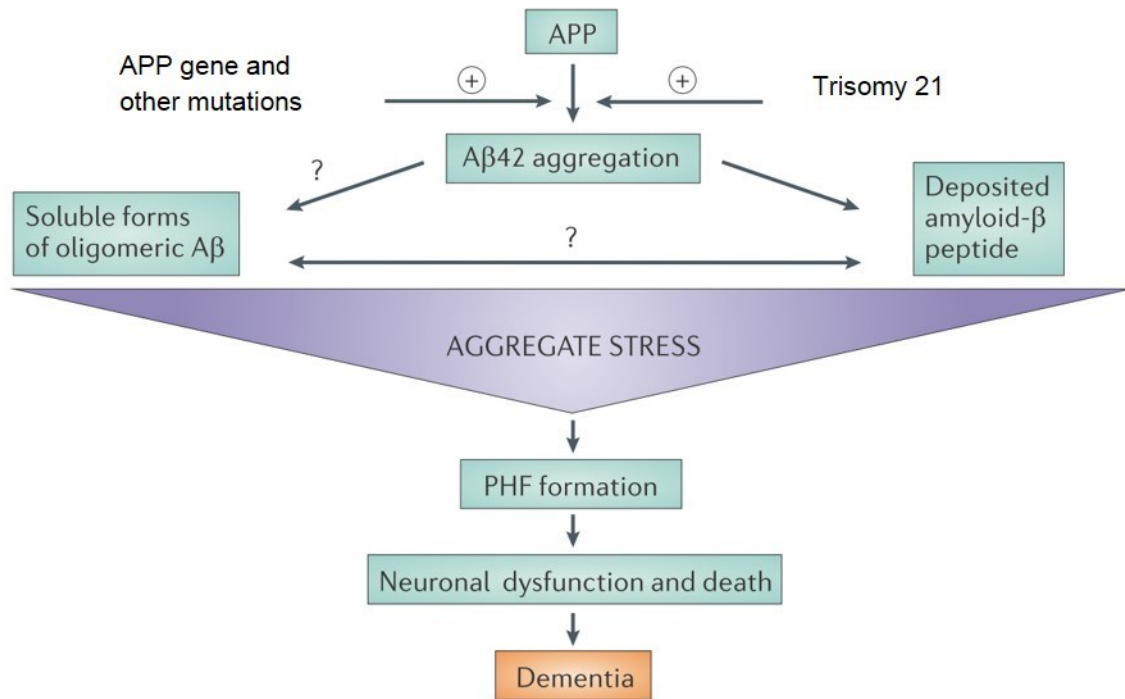 APP
APP gene and
other mutations
+
+
Trisomy 21
Aβ42 aggregation
?
Soluble forms
of oligomeric Aβ
?
Deposited
amyloid-β
peptide
AGGREGATE STRESS
PHF formation
Neuronal dysfunction and death
Dementia